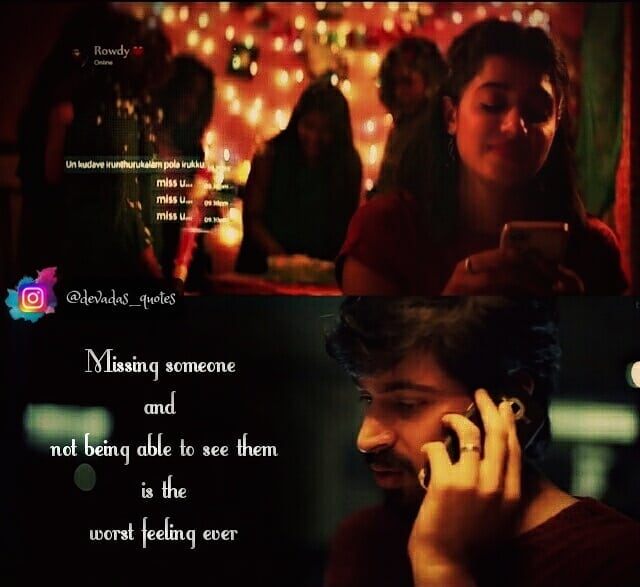 Rowdy
Online
Un kudave irunthurukalam pola irukku
miss u...
miss u...
miss u...
@devadas_quotes
Missing someone
and
not being able to see them
is the
worst feeling ever